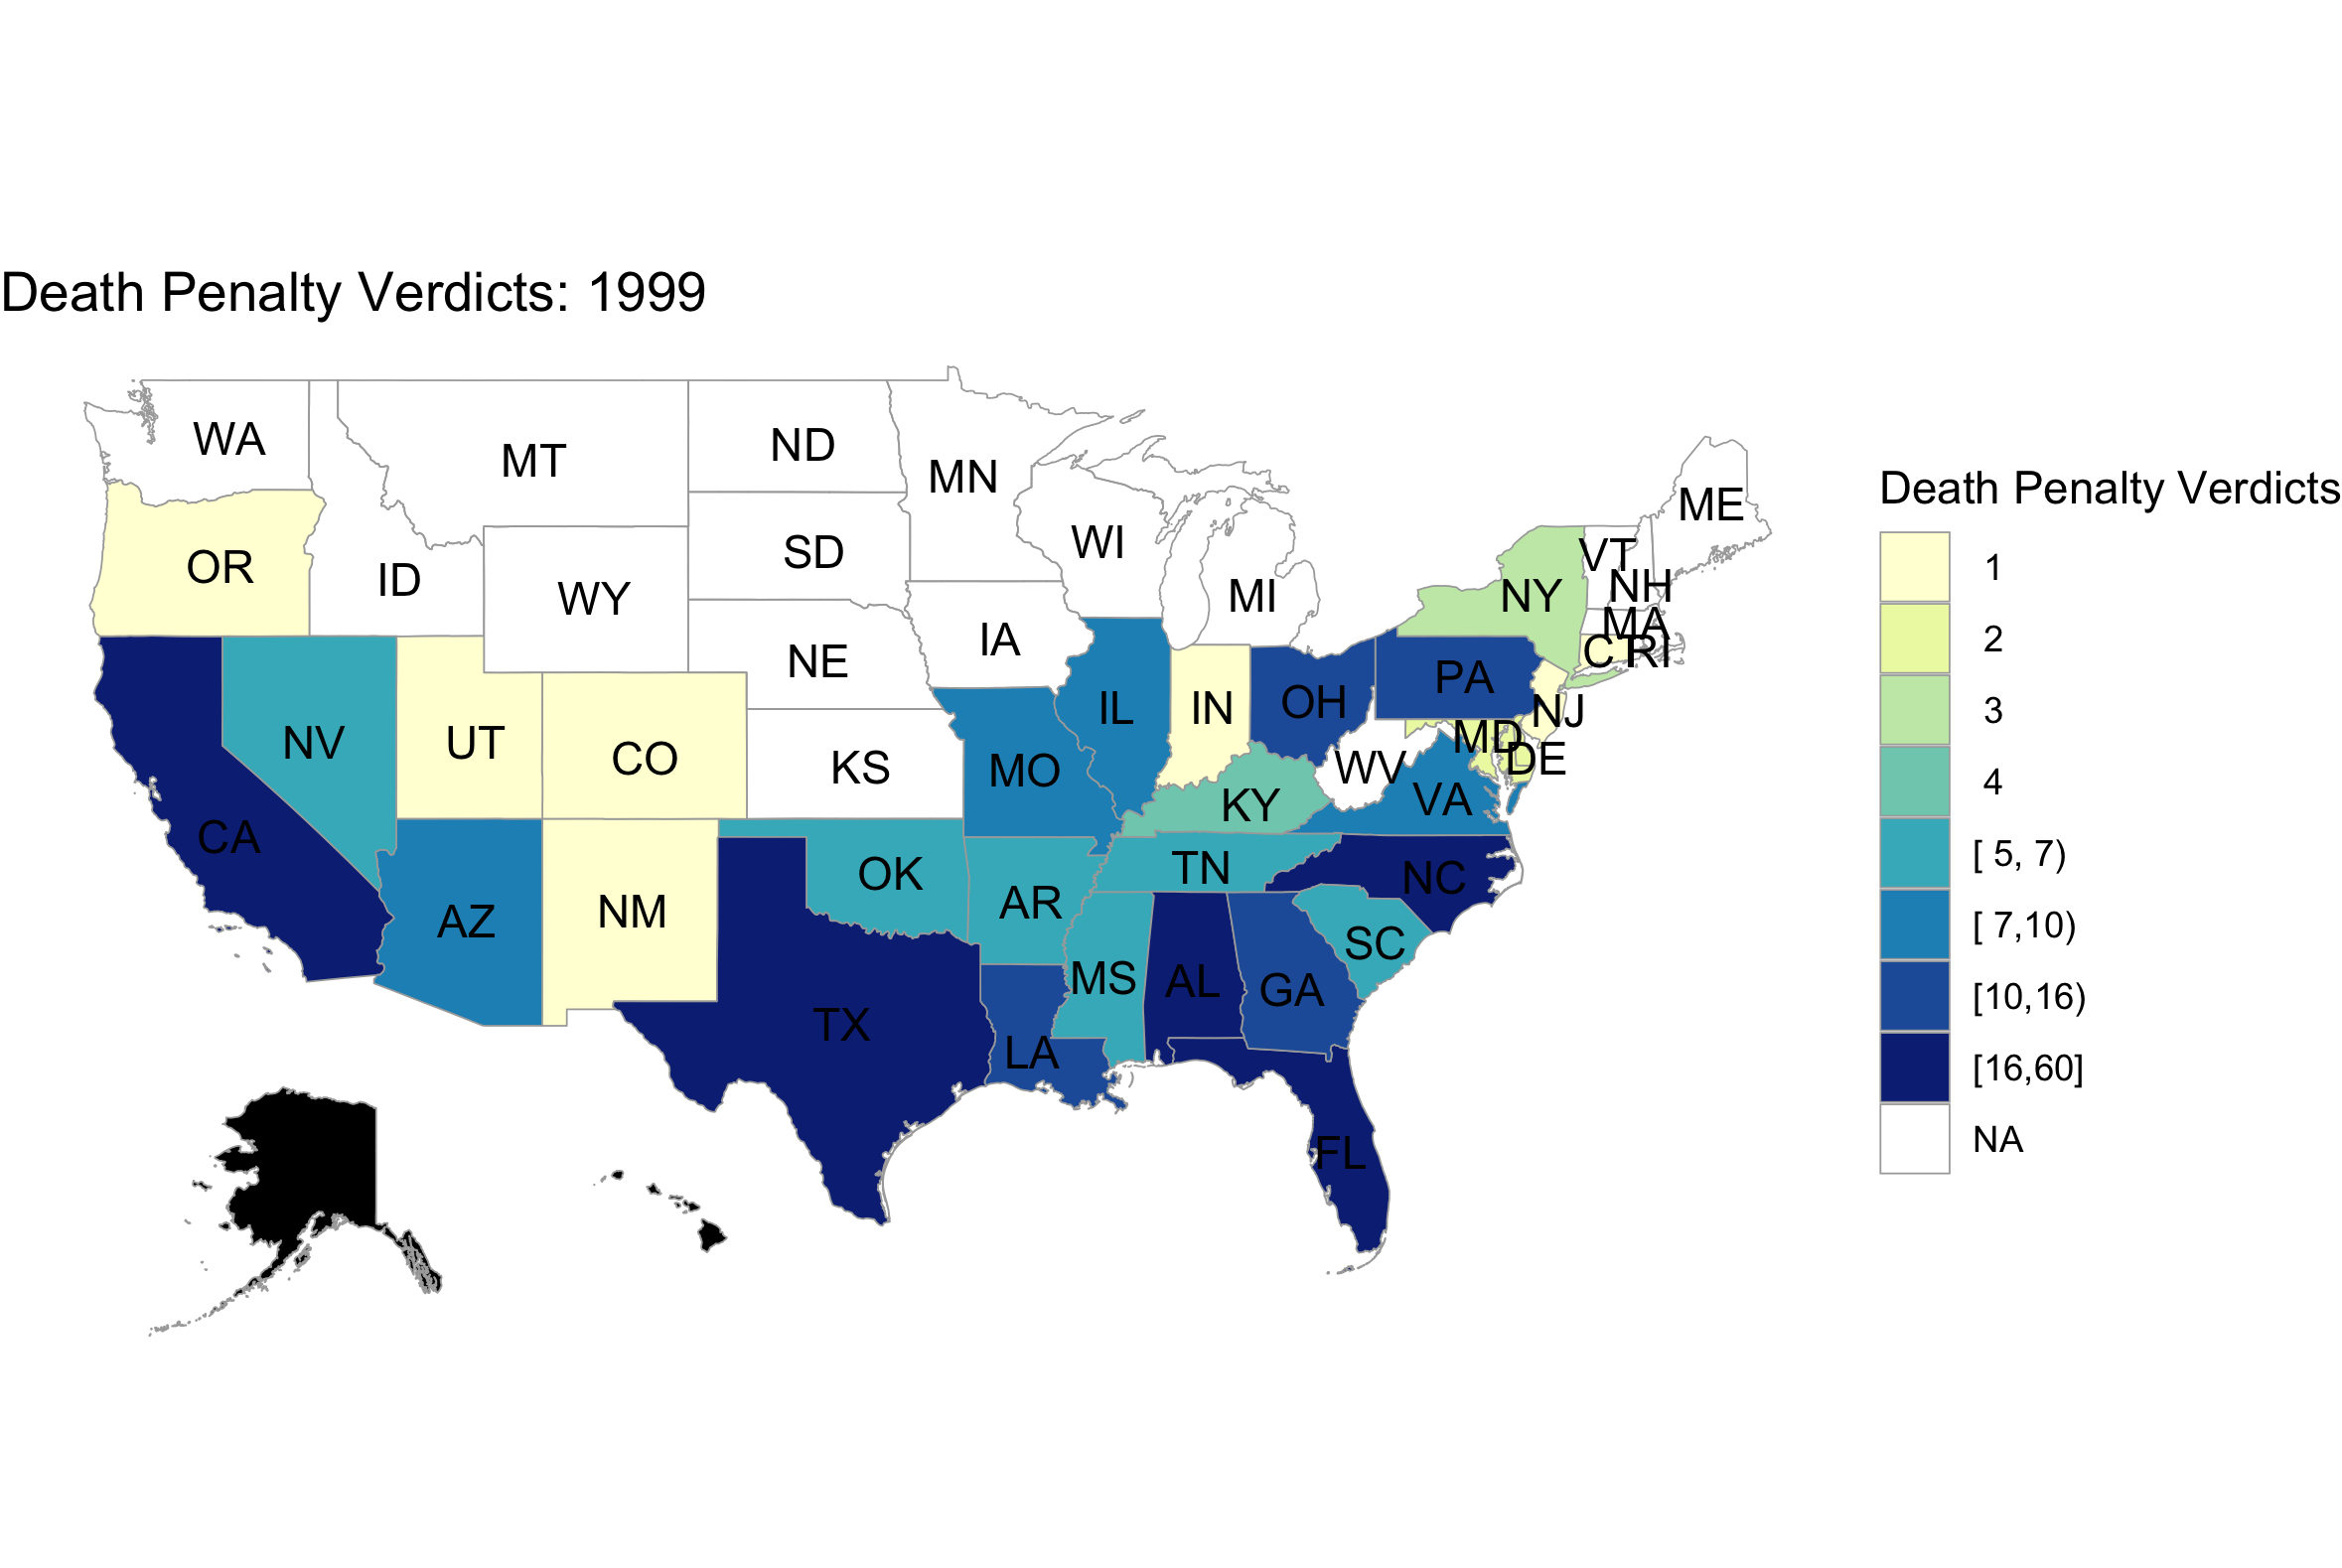 Death Penalty Verdicts: 1999
WA
MT
ND
MN
ME
OR
ID
WY
SD
WI
MI
NY
VT
NH
MA
CT
RI
NE
IA
NV
UT
CO
KS
MO
IL
IN
OH
PA
NJ
MD
DE
WV
VA
KY
CA
AZ
NM
OK
AR
TN
NC
SC
MS
AL
GA
TX
LA
FL
Death Penalty Verdicts
1
2
3
4
[ 5, 7)
[ 7,10)
[10,16)
[16,60]
NA